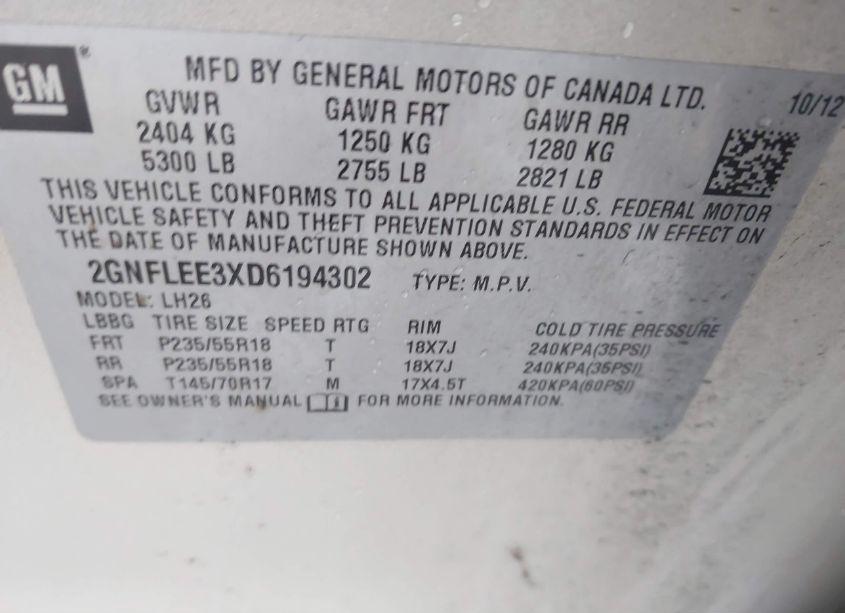 GM®
MFD BY GENERAL MOTORS OF CANADA LTD.
10/12
GVWR GAWR FRT GAWR RR
2404 KG 1250 KG 1280 KG
5300 LB 2755 LB 2821 LB
THIS VEHICLE CONFORMS TO ALL APPLICABLE U.S. FEDERAL MOTOR
VEHICLE SAFETY AND THEFT PREVENTION STANDARDS IN EFFECT ON
THE DATE OF MANUFACTURE SHOWN ABOVE.
2GNFLEE3XD6194302 TYPE: M.P.V.
MODEL: LH26
LBBG TIRE SIZE SPEED RTG RIM COLD TIRE PRESSURE
FRT P235/55R18 T 18X7J 240KPA(35PSI)
RR P235/55R18 T 18X7J 240KPA(35PSI)
SPA T145/70R17 M 17X4.5T 420KPA(60PSI)
SEE OWNER'S MANUAL FOR MORE INFORMATION.